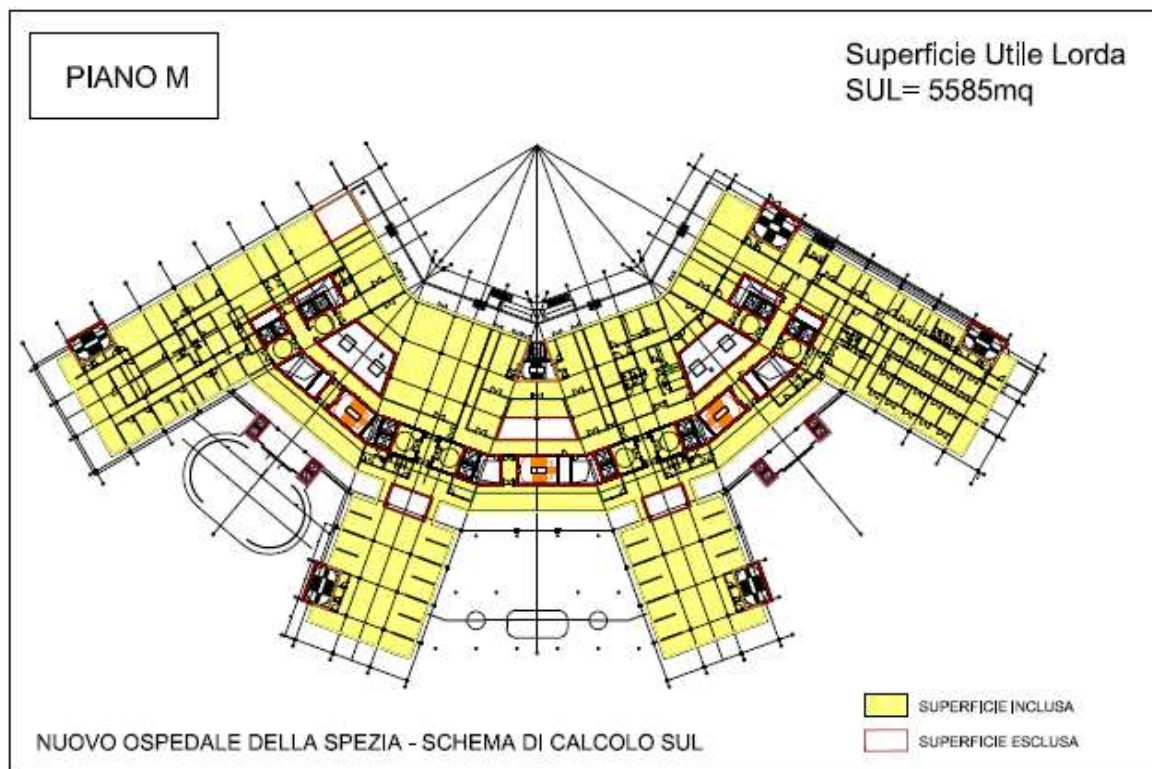 PIANO M
Superficie Utile Lorda
SUL= 5585mq
SUPERFICIE INCLUSA
SUPERFICIE ESCLUSA
NUOVO OSPEDALE DELLA SPEZIA - SCHEMA DI CALCOLO SUL